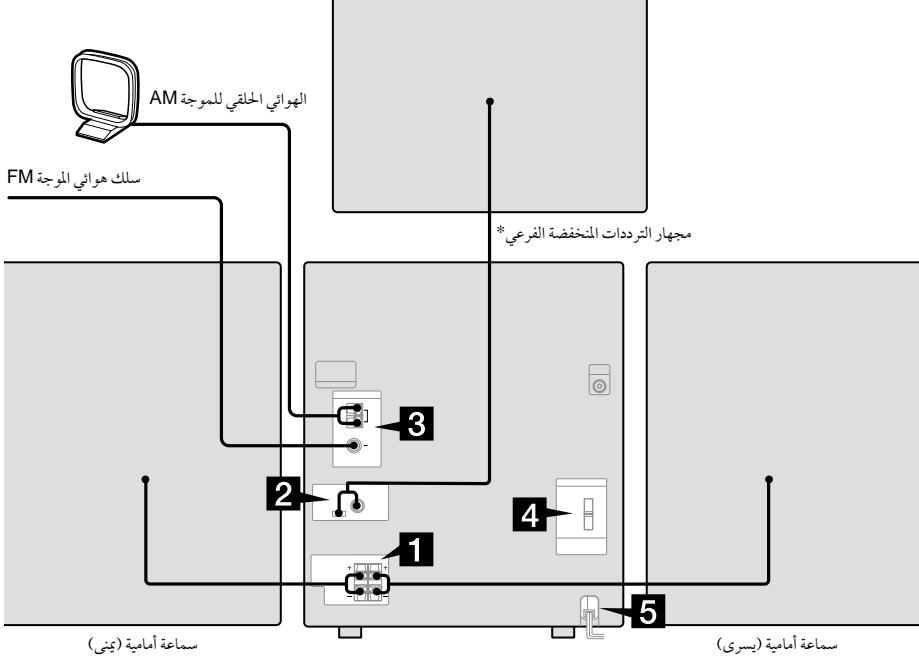 الهوائي الحلقي للموجة AM
سلك هوائي الموجة FM
مجهار الترددات المنخفضة الفرعي*
3
2
4
1
+ +
– –
5
سماعة أمامية (يمنى)
سماعة أمامية (يسرى)